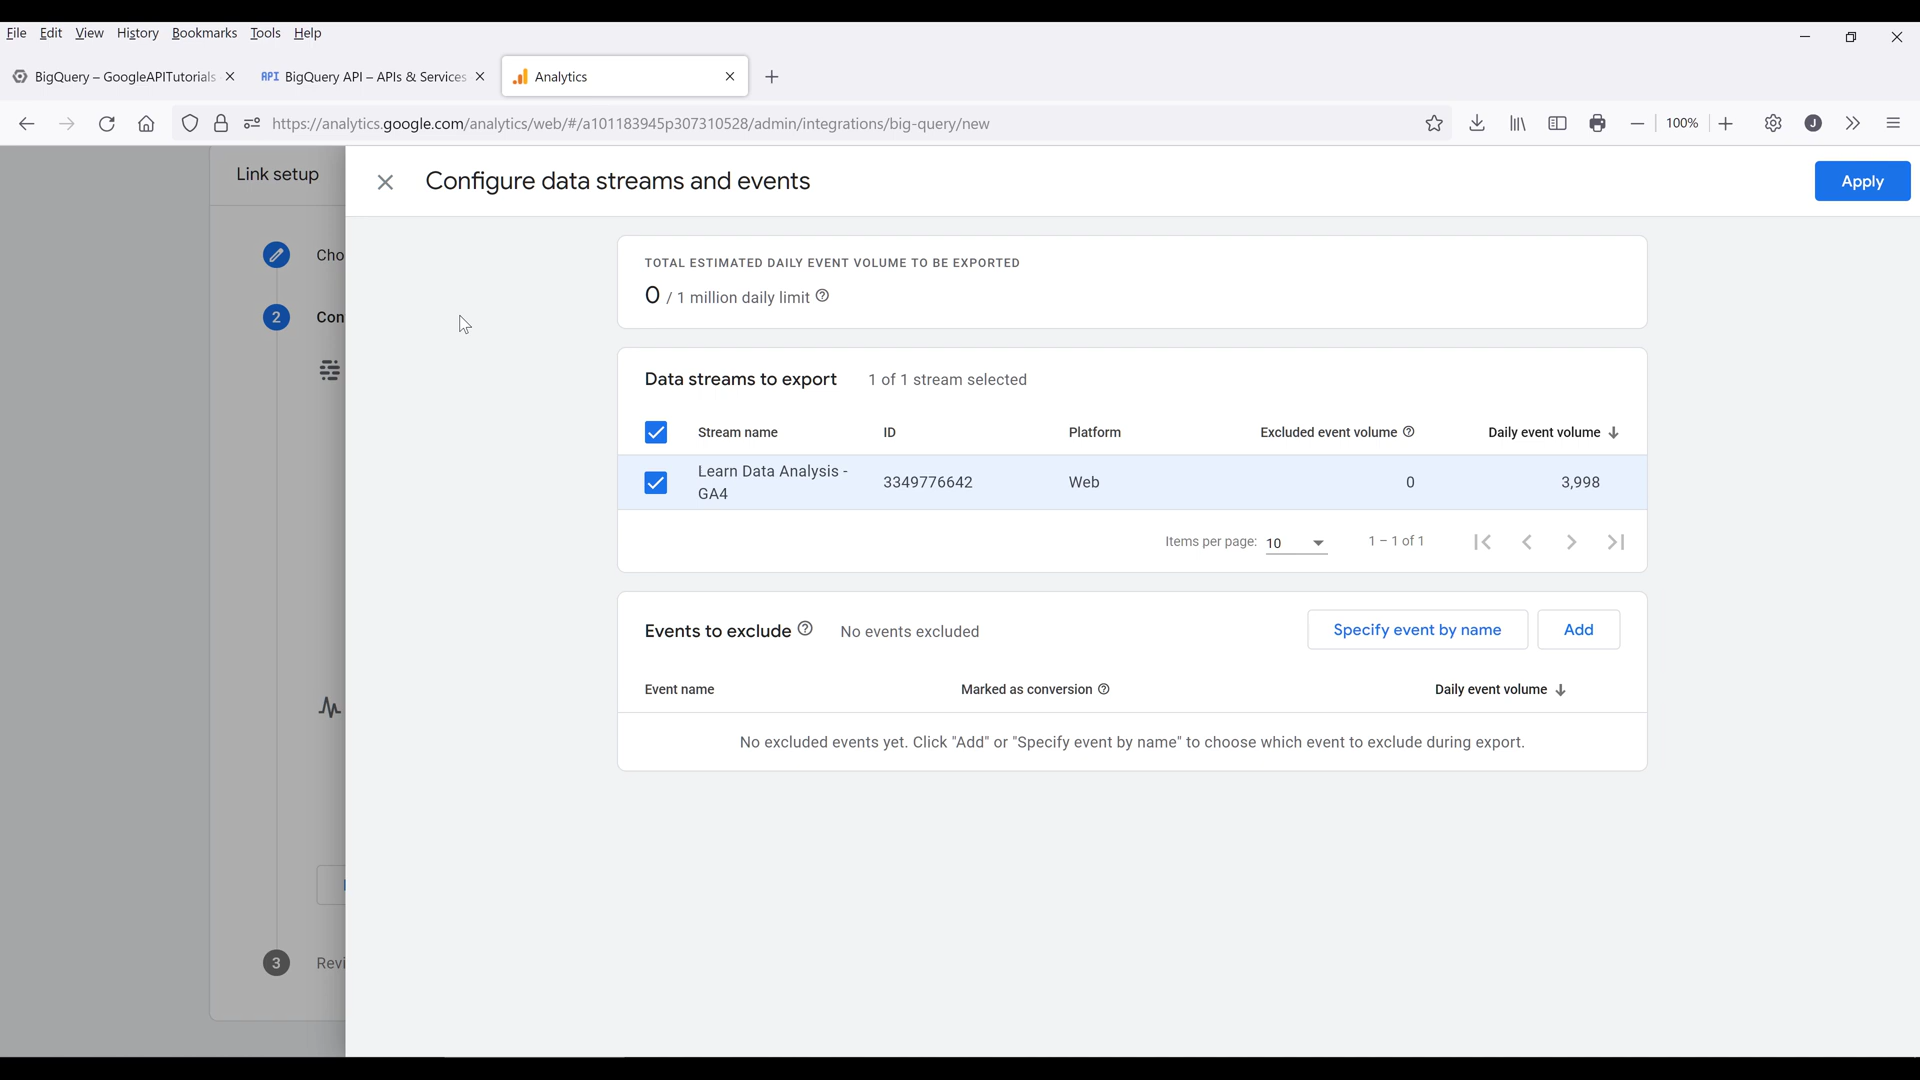 File Edit View History Bookmarks Tools Help
BigQuery – GoogleAPITutorials
API BigQuery API – APIs & Services
Analytics
https://analytics.google.com/analytics/web/#/a101183945p307310528/admin/integrations/big-query/new
100%
J
Link setup
Configure data streams and events
Apply
Cho
2 Con
3 Revi
TOTAL ESTIMATED DAILY EVENT VOLUME TO BE EXPORTED
0 / 1 million daily limit
Data streams to export 1 of 1 stream selected
Stream name ID Platform Excluded event volume Daily event volume
Learn Data Analysis -
GA4
3349776642 Web 0 3,998
Items per page: 10 1 – 1 of 1
Events to exclude No events excluded Specify event by name Add
Event name Marked as conversion Daily event volume
No excluded events yet. Click "Add" or "Specify event by name" to choose which event to exclude during export.